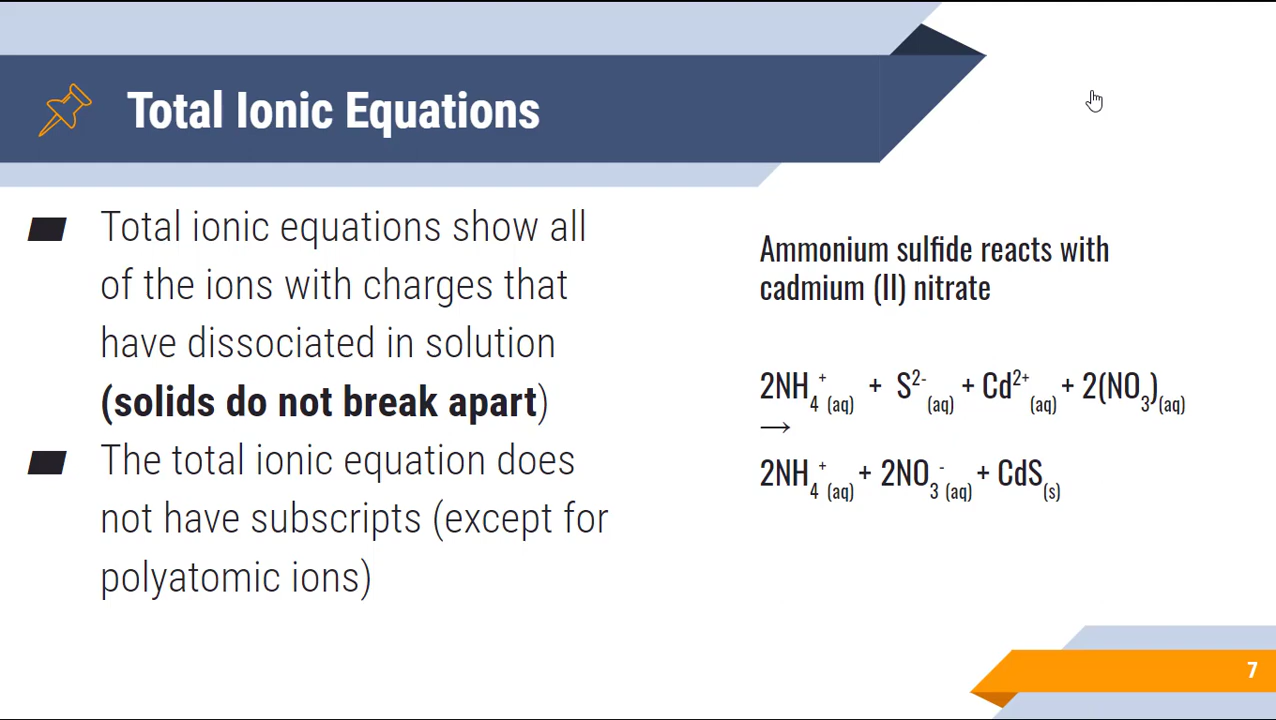 Total Ionic Equations
Total ionic equations show all
of the ions with charges that
have dissociated in solution
(solids do not break apart)
The total ionic equation does
not have subscripts (except for
polyatomic ions)
Ammonium sulfide reacts with
cadmium (II) nitrate
2NH₄⁺(aq) + S²⁻(aq) + Cd²⁺(aq) + 2(NO₃)(aq)
→
2NH₄⁺(aq) + 2NO₃⁻(aq) + CdS(s)
7